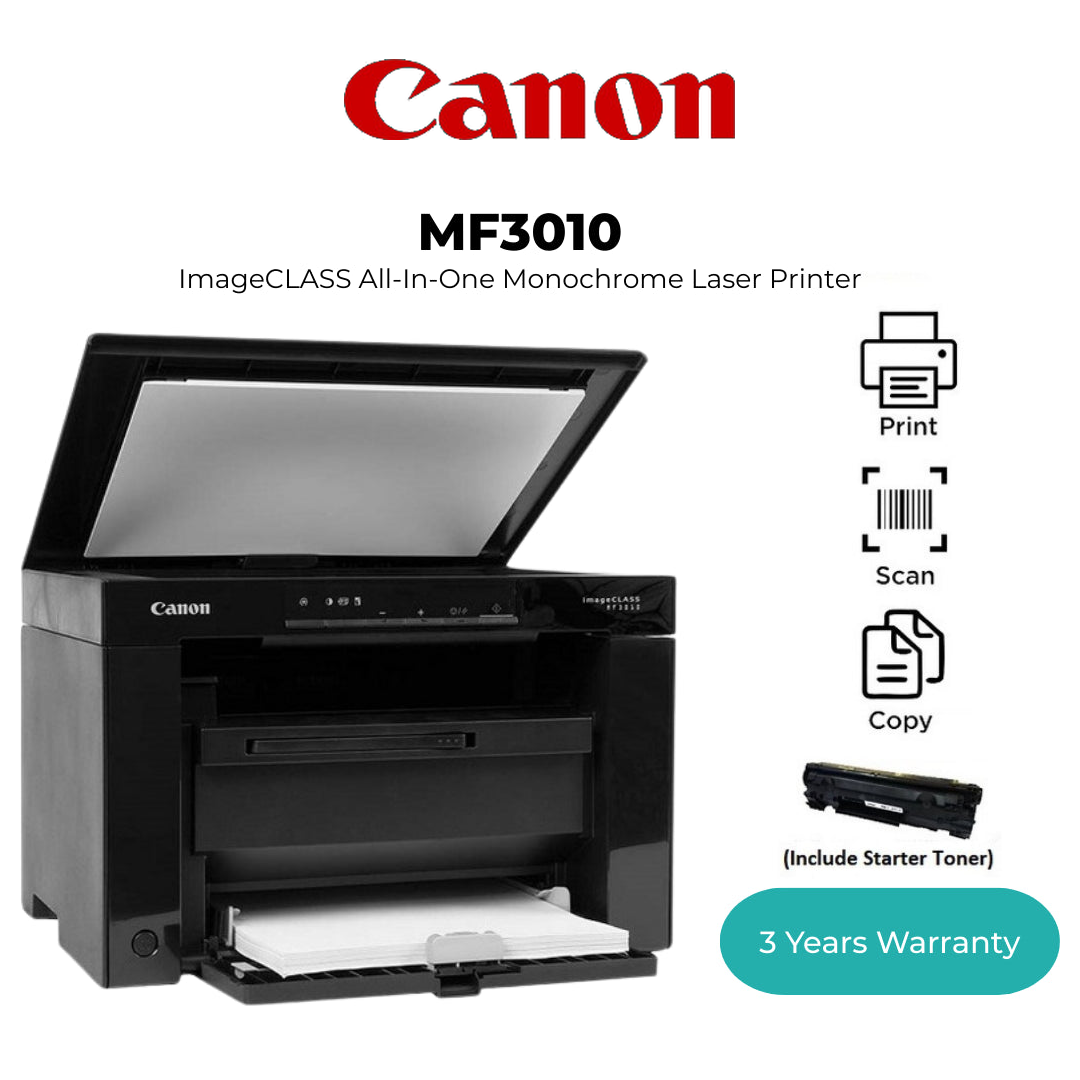 Canon
MF3010
ImageCLASS All-In-One Monochrome Laser Printer
Print
Scan
Copy
Canon
imageCLASS
MF3010
(Include Starter Toner)
3 Years Warranty